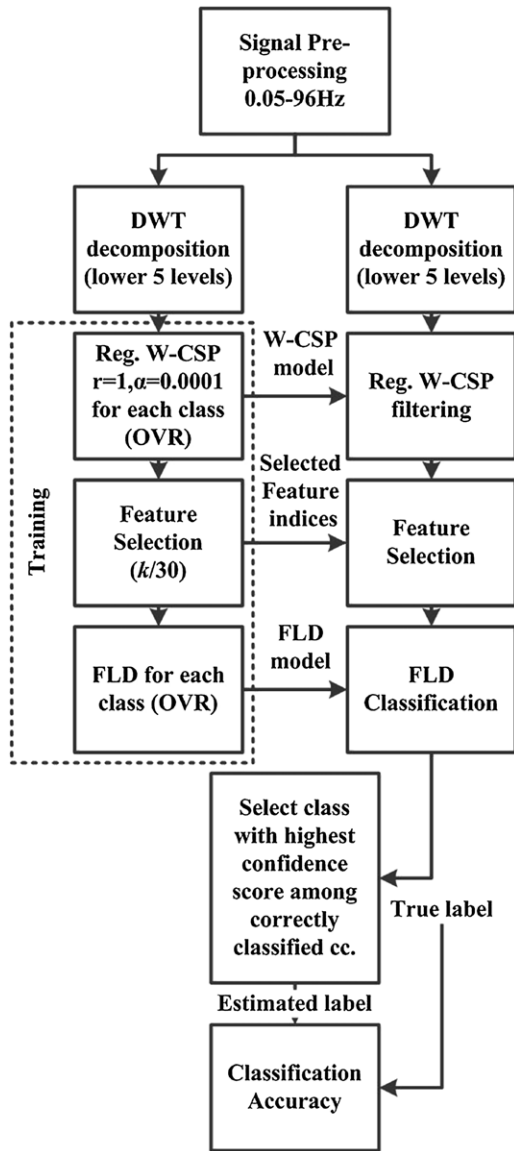 Signal Pre-
processing
0.05-96Hz
DWT
decomposition
(lower 5 levels)
DWT
decomposition
(lower 5 levels)
Training
Reg. W-CSP
r=1,α=0.0001
for each class
(OVR)
W-CSP
model
Reg. W-CSP
filtering
Feature
Selection
(k/30)
Selected
Feature
indices
Feature
Selection
FLD for each
class (OVR)
FLD
model
FLD
Classification
Select class
with highest
confidence
score among
correctly
classified cc.
True label
Estimated label
Classification
Accuracy